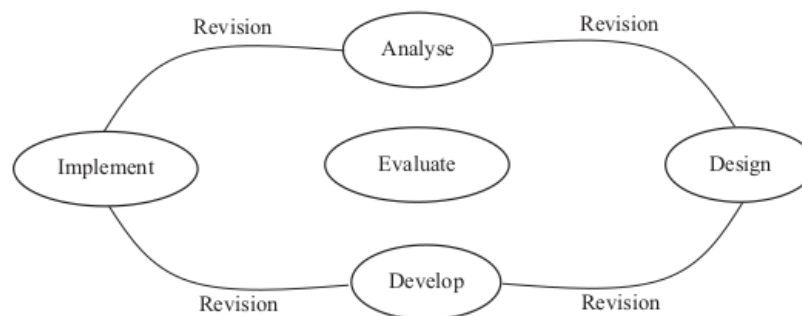 Revision
Revision
Analyse
Implement
Evaluate
Design
Develop
Revision
Revision